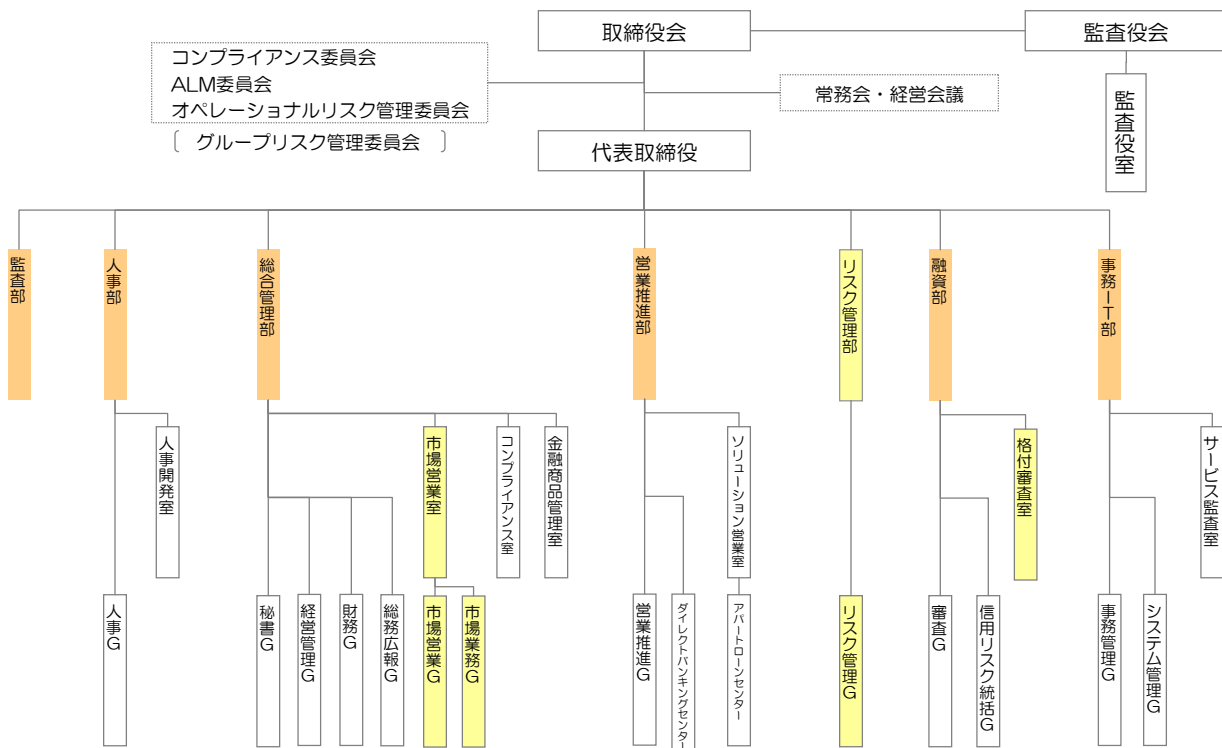 取締役会
監査役会
コンプライアンス委員会
ALM委員会
オペレーショナルリスク管理委員会
〔 グループリスク管理委員会 〕
常務会・経営会議
監査役室
代表取締役
監査部
人事部
総合管理部
営業推進部
リスク管理部
融資部
事務IT部
人事開発室
市場営業室
コンプライアンス室
金融商品管理室
ソリューション営業室
格付審査室
サービス監査室
人事G
秘書G
経営管理G
財務G
総務広報G
市場営業G
市場業務G
営業推進G
ダイレクトバンキングセンター
アパートローンセンター
リスク管理G
審査G
信用リスク統括G
事務管理G
システム管理G